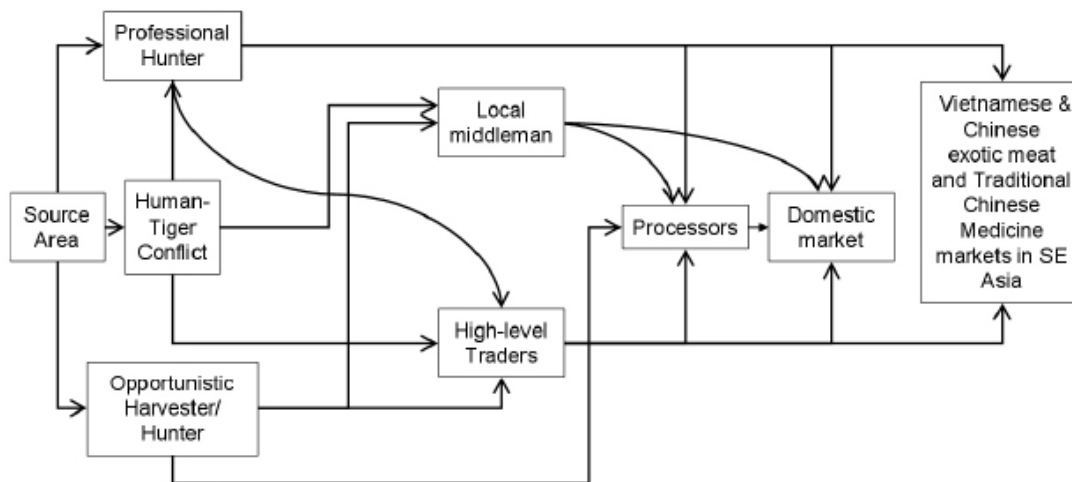 Professional
Hunter
Local
middleman
Vietnamese &
Chinese
exotic meat
and Traditional
Chinese
Medicine
markets in SE
Asia
Source
Area
Human-
Tiger
Conflict
Processors
Domestic
market
High-level
Traders
Opportunistic
Harvester/
Hunter